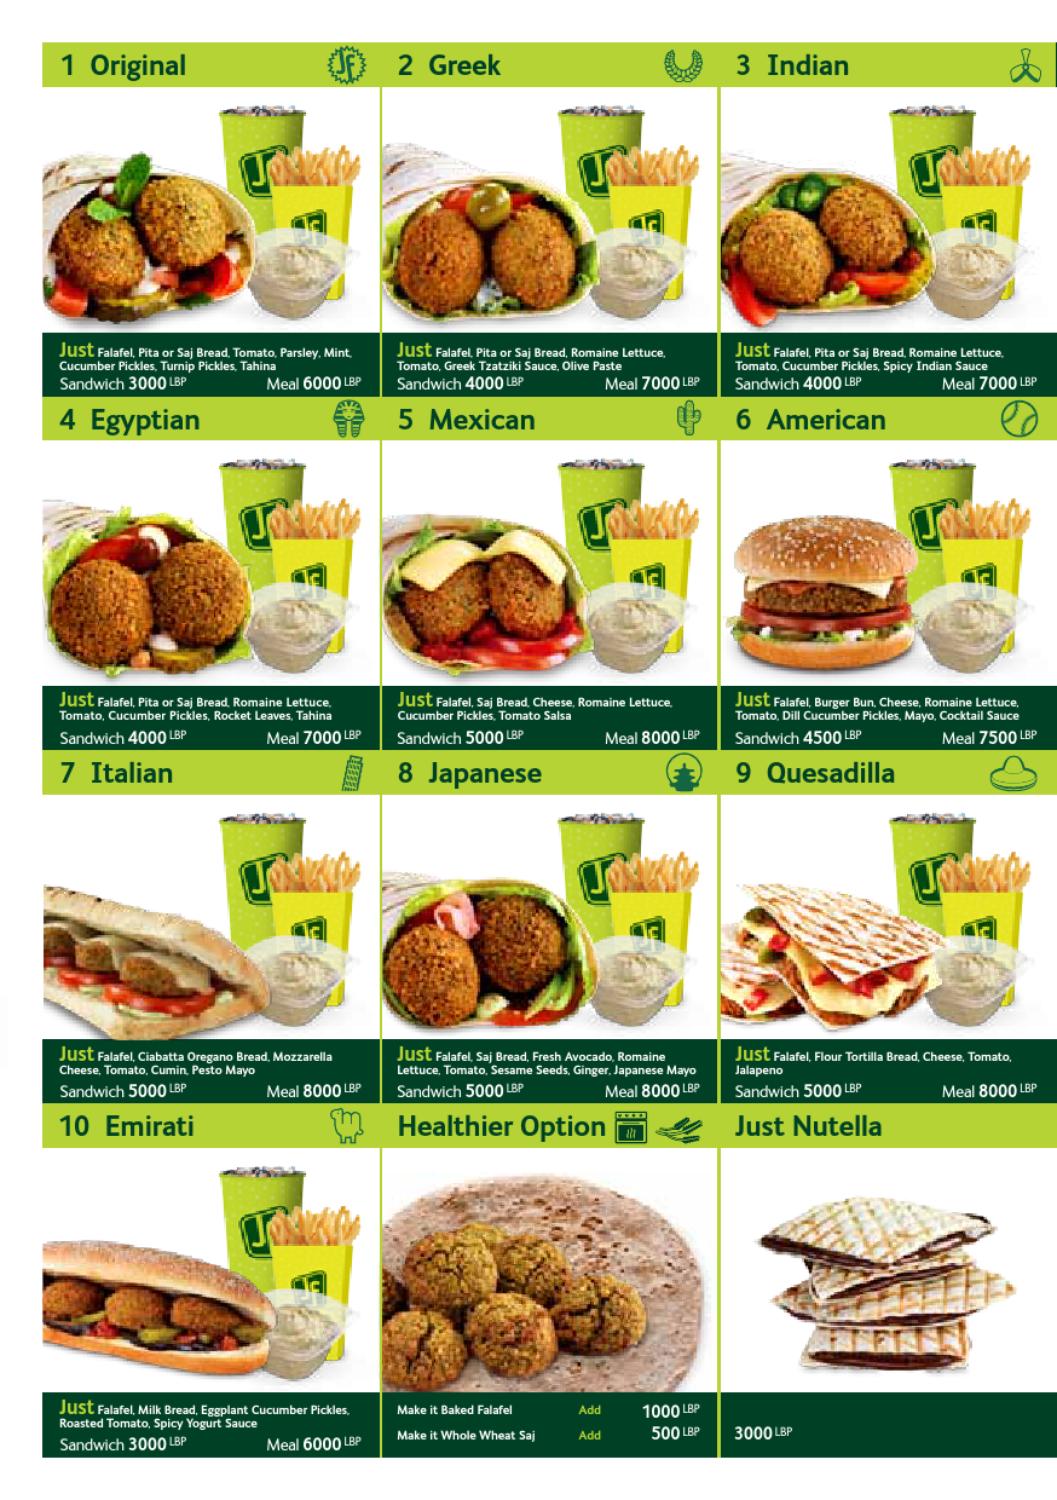 1 Original
Just Falafel, Pita or Saj Bread, Tomato, Parsley, Mint,
Cucumber Pickles, Turnip Pickles, Tahina
Sandwich 3000 LBP Meal 6000 LBP
2 Greek
Just Falafel, Pita or Saj Bread, Romaine Lettuce,
Tomato, Greek Tzatziki Sauce, Olive Paste
Sandwich 4000 LBP Meal 7000 LBP
3 Indian
Just Falafel, Pita or Saj Bread, Romaine Lettuce,
Tomato, Cucumber Pickles, Spicy Indian Sauce
Sandwich 4000 LBP Meal 7000 LBP
4 Egyptian
Just Falafel, Pita or Saj Bread, Romaine Lettuce,
Tomato, Cucumber Pickles, Rocket Leaves, Tahina
Sandwich 4000 LBP Meal 7000 LBP
5 Mexican
Just Falafel, Saj Bread, Cheese, Romaine Lettuce,
Cucumber Pickles, Tomato Salsa
Sandwich 5000 LBP Meal 8000 LBP
6 American
Just Falafel, Burger Bun, Cheese, Romaine Lettuce,
Tomato, Dill Cucumber Pickles, Mayo, Cocktail Sauce
Sandwich 4500 LBP Meal 7500 LBP
7 Italian
Just Falafel, Ciabatta Oregano Bread, Mozzarella
Cheese, Tomato, Cumin, Pesto Mayo
Sandwich 5000 LBP Meal 8000 LBP
8 Japanese
Just Falafel, Saj Bread, Fresh Avocado, Romaine
Lettuce, Tomato, Sesame Seeds, Ginger, Japanese Mayo
Sandwich 5000 LBP Meal 8000 LBP
9 Quesadilla
Just Falafel, Flour Tortilla Bread, Cheese, Tomato,
Jalapeno
Sandwich 5000 LBP Meal 8000 LBP
10 Emirati
Just Falafel, Milk Bread, Eggplant Cucumber Pickles,
Roasted Tomato, Spicy Yogurt Sauce
Sandwich 3000 LBP Meal 6000 LBP
Healthier Option
Make it Baked Falafel Add 1000 LBP
Make it Whole Wheat Saj Add 500 LBP
Just Nutella
3000 LBP